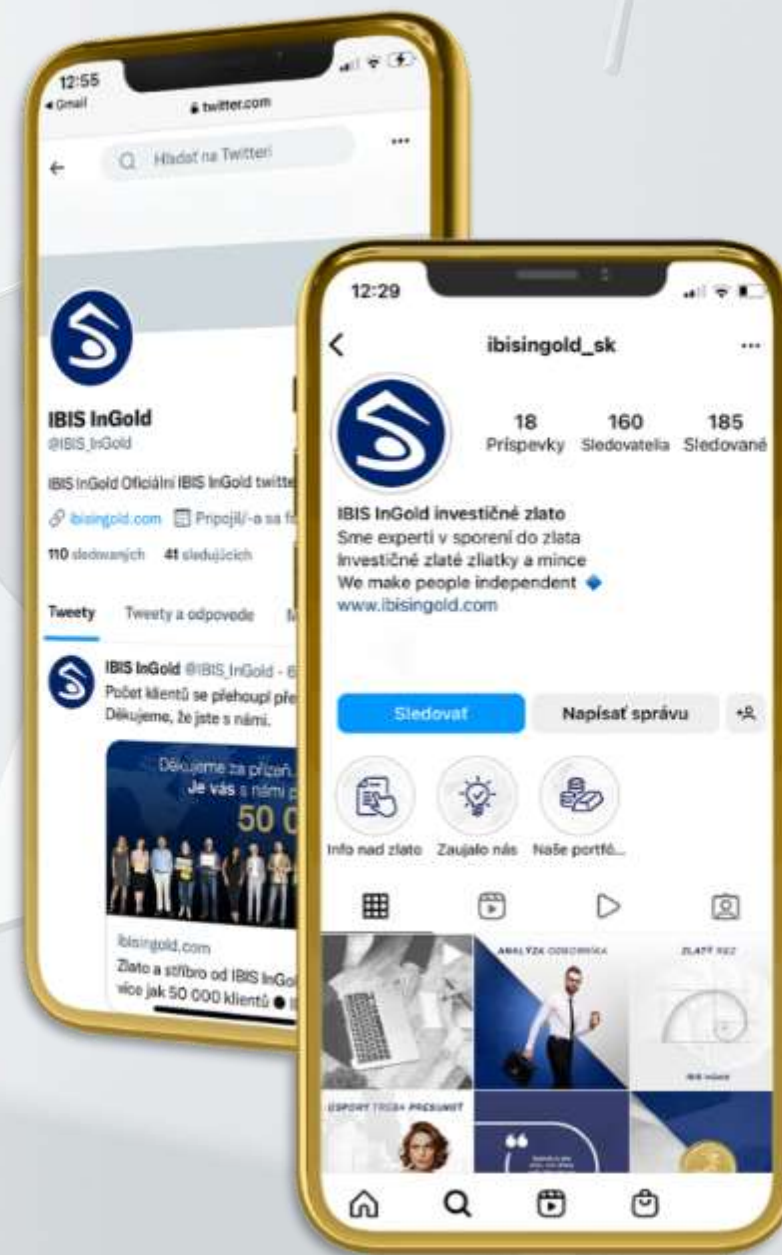 12:55
Gmail
twitter.com
Hľadať na Twitteri
IBIS InGold
@IBIS_InGold
IBIS InGold Oficiální IBIS InGold twitte
ibisingold.com Pripojil/-a sa
110 sledovaných 41 sledujúcich
Tweety Tweety a odpovede M
IBIS InGold @IBIS_InGold · 6
Počet klientů se přehoupl pře
Děkujeme, že jste s námi.
Děkujeme za přízeň.
Je vás s námi
50 0
ibisingold.com
Zlato a stříbro od IBIS InGol
více jak 50 000 klientů
12:29
ibisingold_sk
18 160 185
Príspevky Sledovatelia Sledované
IBIS InGold investičné zlato
Sme experti v sporení do zlata
Investičné zlaté zliatky a mince
We make people independent
www.ibisingold.com
Sledovať Napísať správu
Info nad zlato Zaujalo nás Naše portfó...
ANALÝZA ODBORNÍKA ZLATÝ REZ
ÚSPORY TREBA PRESUNÚŤ